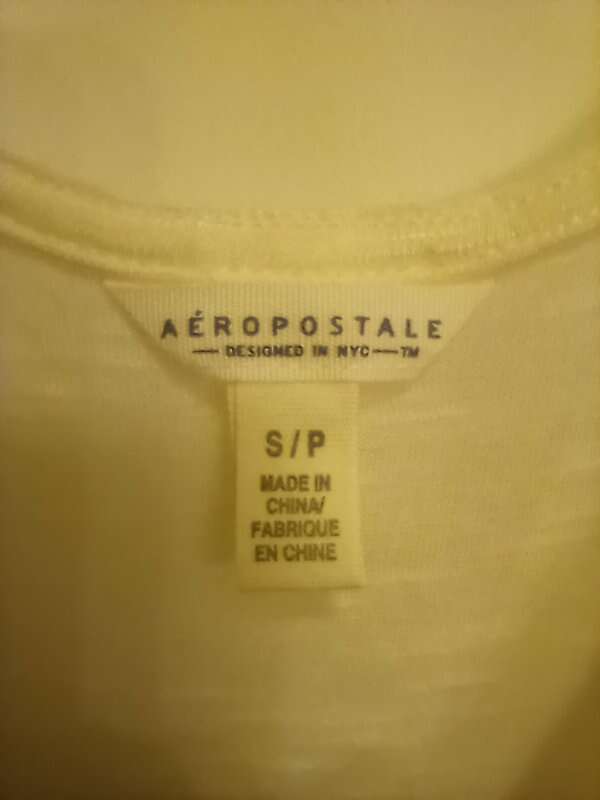 AÉROPOSTALE
— DESIGNED IN NYC — TM
S/P
MADE IN
CHINA/
FABRIQUE
EN CHINE